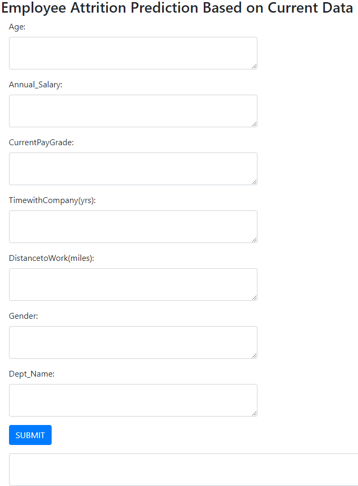 Employee Attrition Prediction Based on Current Data
Age:
Annual_Salary:
CurrentPayGrade:
TimewithCompany(yrs):
DistancetoWork(miles):
Gender:
Dept_Name:
SUBMIT